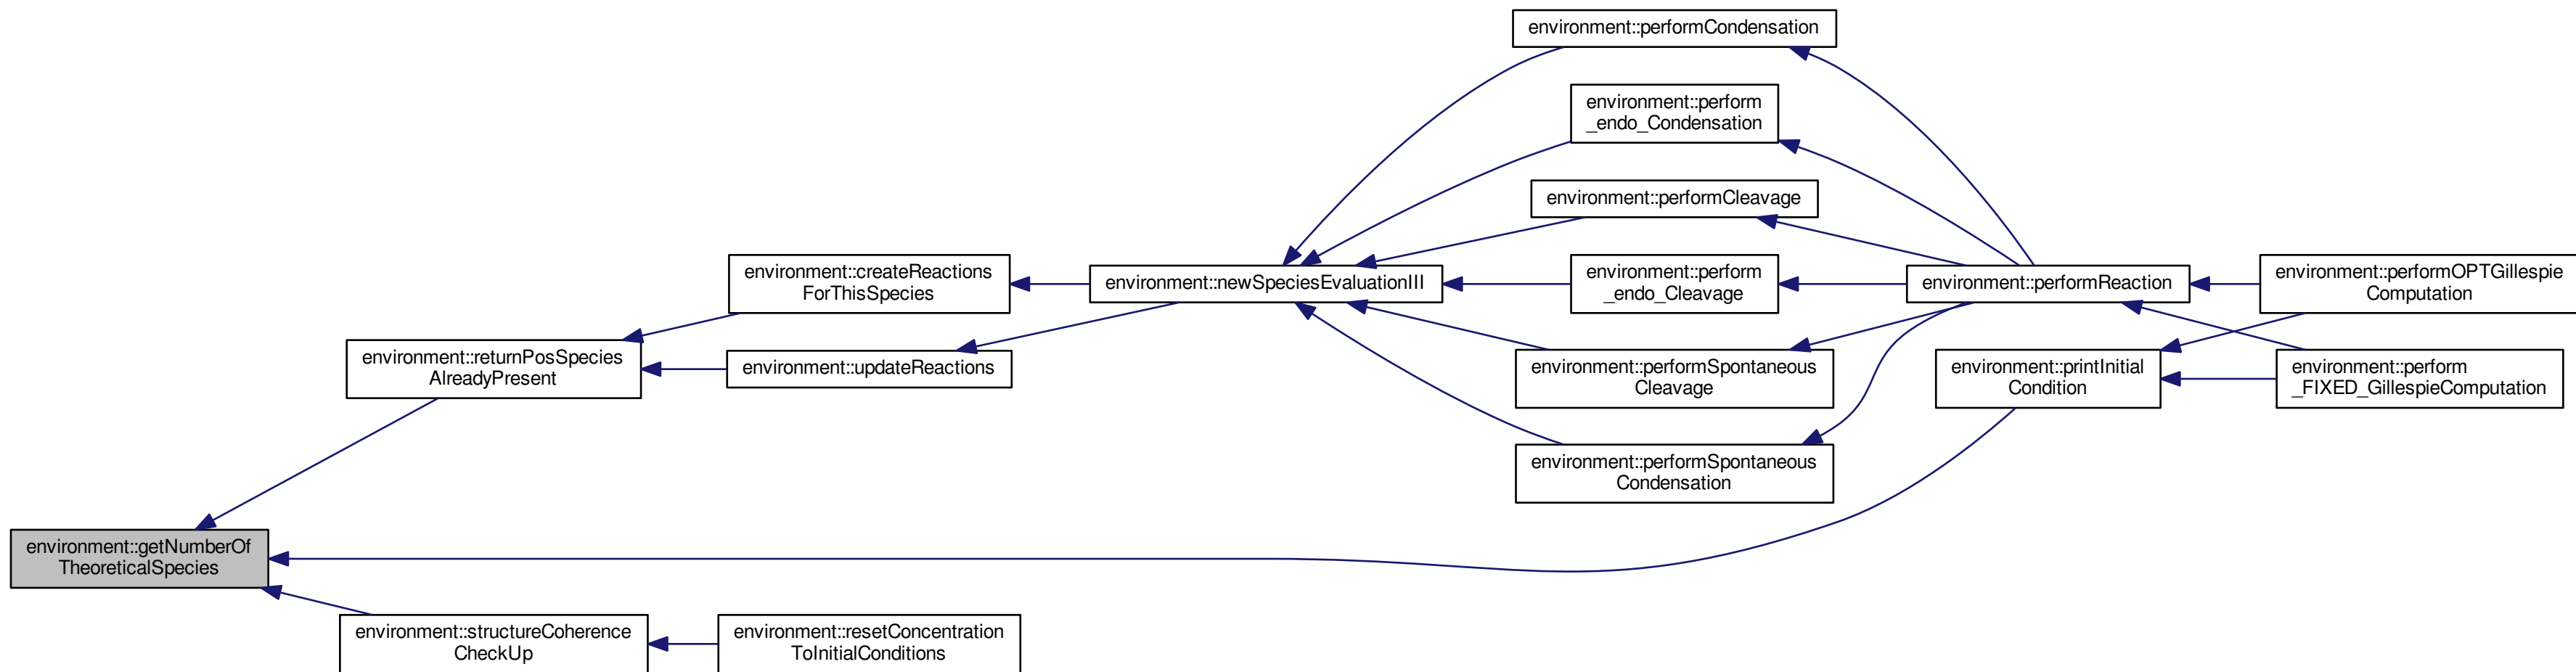 environment::performCondensation
environment::perform
_endo_Condensation
environment::performCleavage
environment::createReactions
ForThisSpecies
environment::newSpeciesEvaluationIII
environment::perform
_endo_Cleavage
environment::performReaction
environment::performOPTGillespie
Computation
environment::returnPosSpecies
AlreadyPresent
environment::updateReactions
environment::performSpontaneous
Cleavage
environment::printInitial
Condition
environment::perform
_FIXED_GillespieComputation
environment::performSpontaneous
Condensation
environment::getNumberOf
TheoreticalSpecies
environment::structureCoherence
CheckUp
environment::resetConcentration
ToInitialConditions